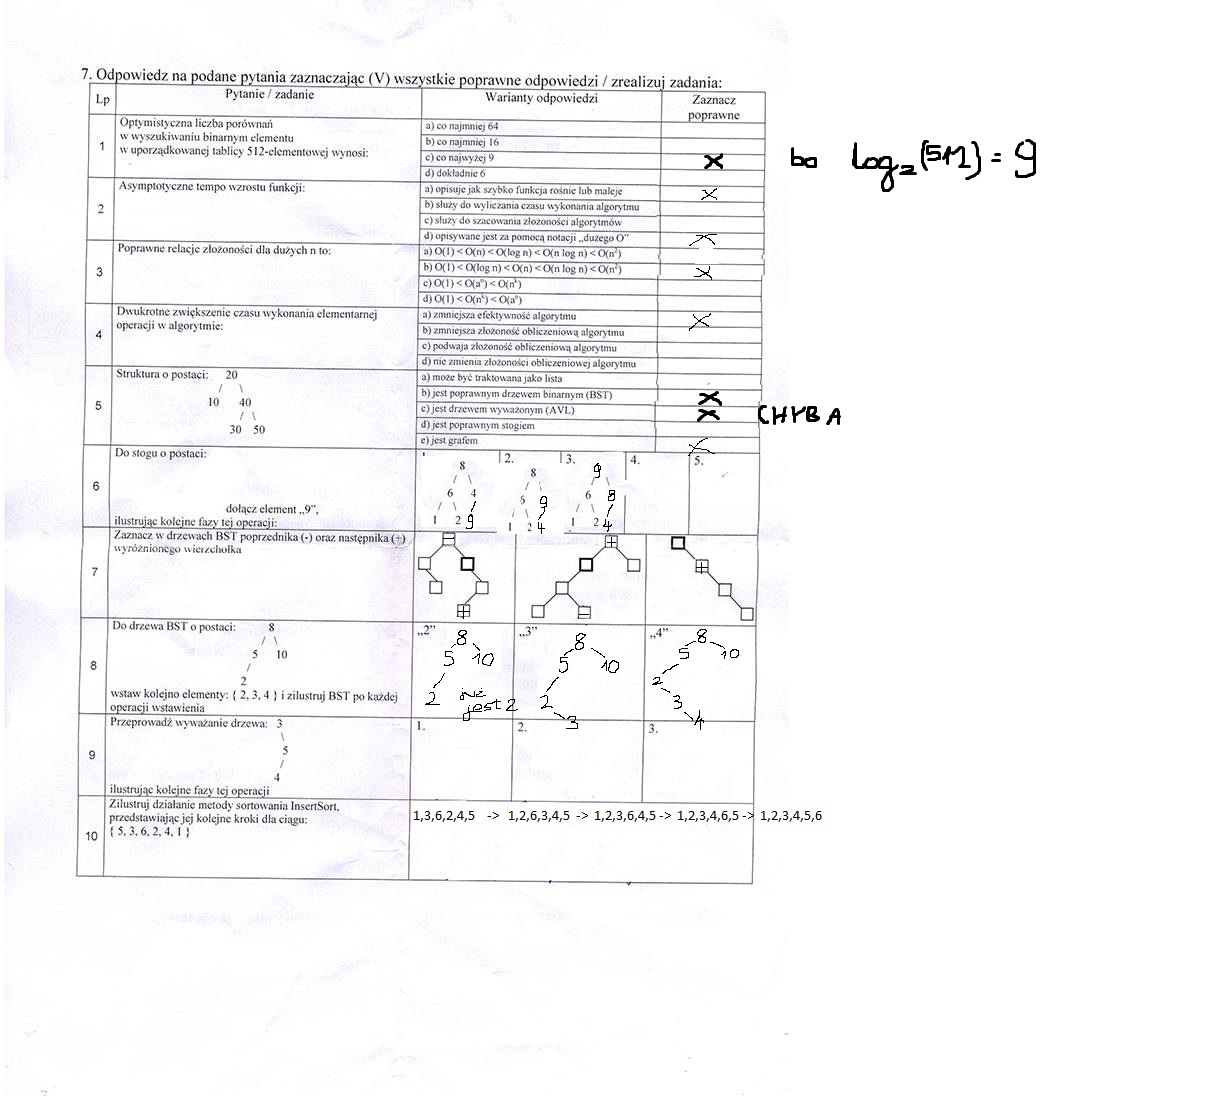 7. Odpowiedz na podane pytania zaznaczając (V) wszystkie poprawne odpowiedzi / zrealizuj zadania:
Lp
Pytanie / zadanie
Warianty odpowiedzi
Zaznacz
poprawne
1
Optymistyczna liczba porównań
w wyszukiwaniu binarnym elementu
w uporządkowanej tablicy 512-elementowej wynosi:
a) co najmniej 64
b) co najmniej 16
c) co najwyżej 9
d) dokładnie 6
bo log₂(512) = 9
2
Asymptotyczne tempo wzrostu funkcji:
a) opisuje jak szybko funkcja rośnie lub maleje
b) służy do wyliczania czasu wykonania algorytmu
c) służy do szacowania złożoności algorytmów
d) opisywane jest za pomocą notacji „dużego O"
3
Poprawne relacje złożoności dla dużych n to:
a) O(1) < O(n) < O(log n) < O(n log n) < O(n²)
b) O(1) < O(log n) < O(n) < O(n log n) < O(n²)
c) O(1) < O(aⁿ) < O(nᵏ)
d) O(1) < O(nᵏ) < O(aⁿ)
4
Dwukrotne zwiększenie czasu wykonania elementarnej
operacji w algorytmie:
a) zmniejsza efektywność algorytmu
b) zmniejsza złożoność obliczeniową algorytmu
c) podwaja złożoność obliczeniową algorytmu
d) nie zmienia złożoności obliczeniowej algorytmu
5
Struktura o postaci: 20
10 40
30 50
a) może być traktowana jako lista
b) jest poprawnym drzewem binarnym (BST)
c) jest drzewem wyważonym (AVL)
d) jest poprawnym stogiem
e) jest grafem
CHYBA
6
Do stogu o postaci:
dołącz element „9",
ilustrując kolejne fazy tej operacji:
8
6 4
1 2 9
2.
8
6 9
1 2 4
3.
9
6 8
1 2 4
4.
5.
7
Zaznacz w drzewach BST poprzednika (-) oraz następnika (+)
wyróżnionego wierzchołka
8
Do drzewa BST o postaci: 8
5 10
2
wstaw kolejno elementy: { 2, 3, 4 } i zilustruj BST po każdej
operacji wstawienia
„2"
8
5 10
2
już
jest 2
„3"
8
5 10
2
3
„4"
8
5 10
2
3
4
9
Przeprowadź wyważanie drzewa: 3
5
4
ilustrując kolejne fazy tej operacji
1.
2.
3.
10
Zilustruj działanie metody sortowania InsertSort,
przedstawiając jej kolejne kroki dla ciągu:
{ 5, 3, 6, 2, 4, 1 }
1,3,6,2,4,5 -> 1,2,6,3,4,5 -> 1,2,3,6,4,5 -> 1,2,3,4,6,5 -> 1,2,3,4,5,6